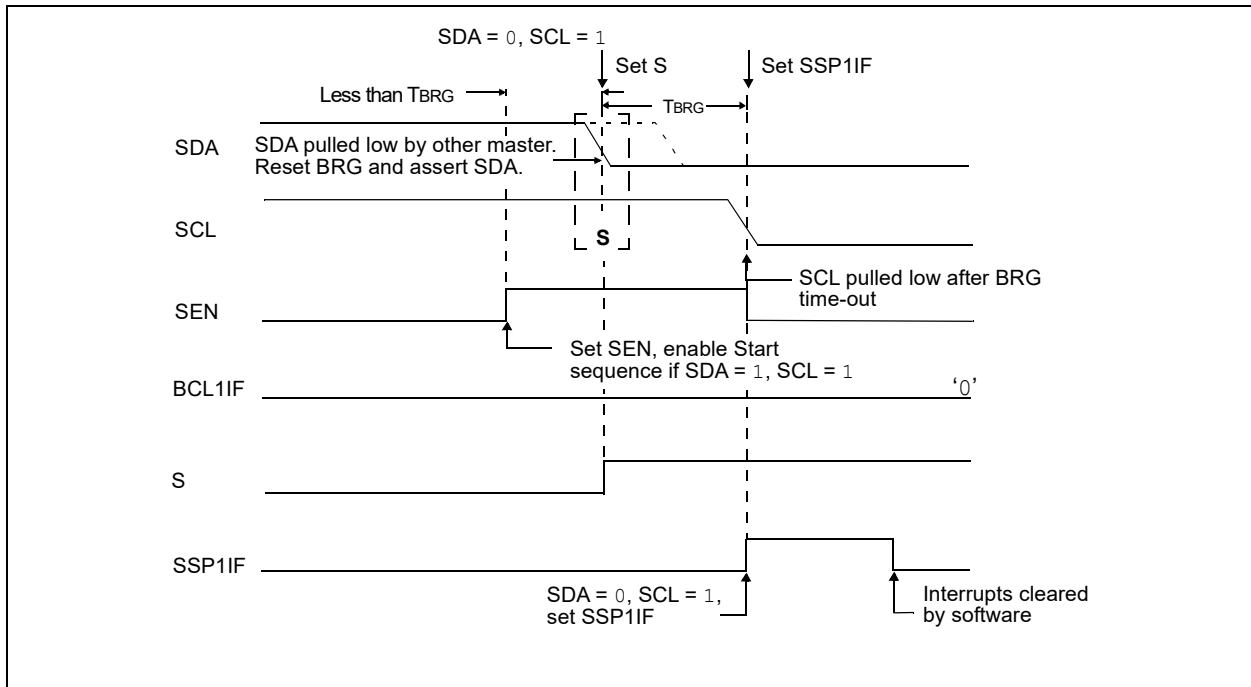 SDA = 0, SCL = 1
Set S
Set SSP1IF
Less than TBRG
TBRG
SDA
SDA pulled low by other master.
Reset BRG and assert SDA.
SCL
S
SCL pulled low after BRG
time-out
SEN
Set SEN, enable Start
sequence if SDA = 1, SCL = 1
BCL1IF
‘0’
S
SSP1IF
SDA = 0, SCL = 1,
set SSP1IF
Interrupts cleared
by software